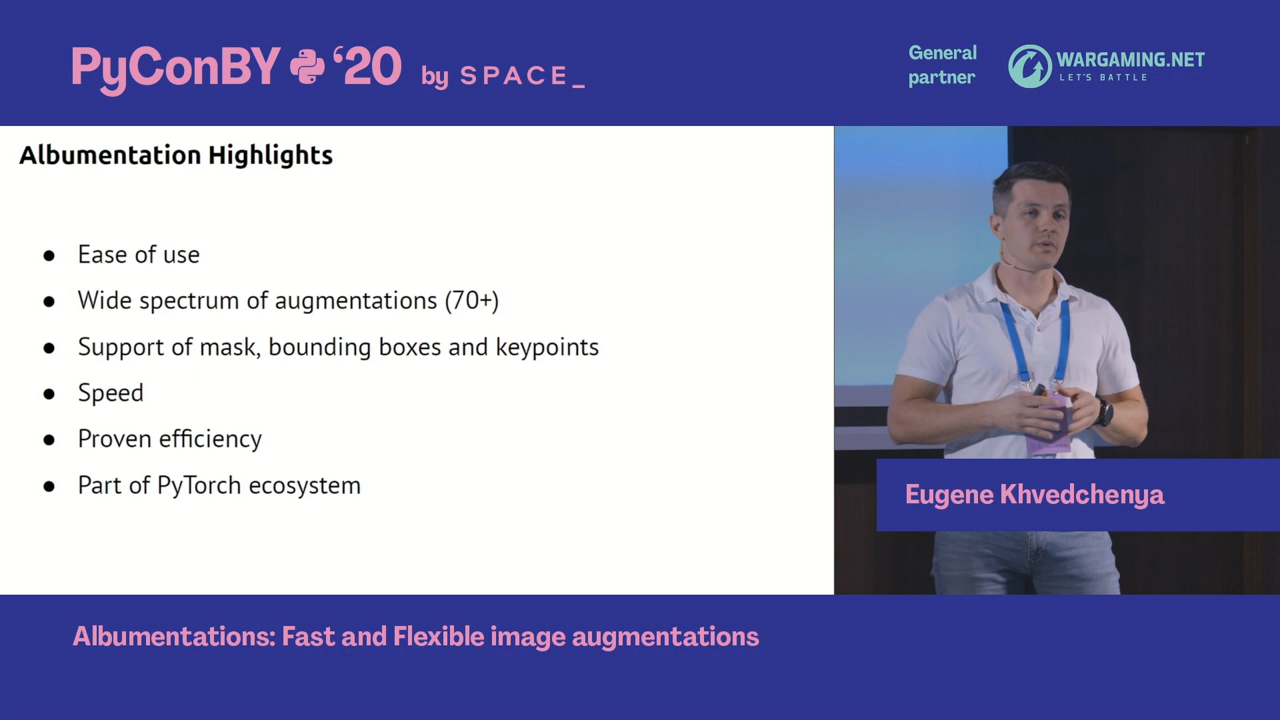 PyConBY '20 by SPACE_
General
partner
WARGAMING.NET
LET'S BATTLE
Albumentation Highlights
● Ease of use
● Wide spectrum of augmentations (70+)
● Support of mask, bounding boxes and keypoints
● Speed
● Proven efficiency
● Part of PyTorch ecosystem
Eugene Khvedchenya
Albumentations: Fast and Flexible image augmentations